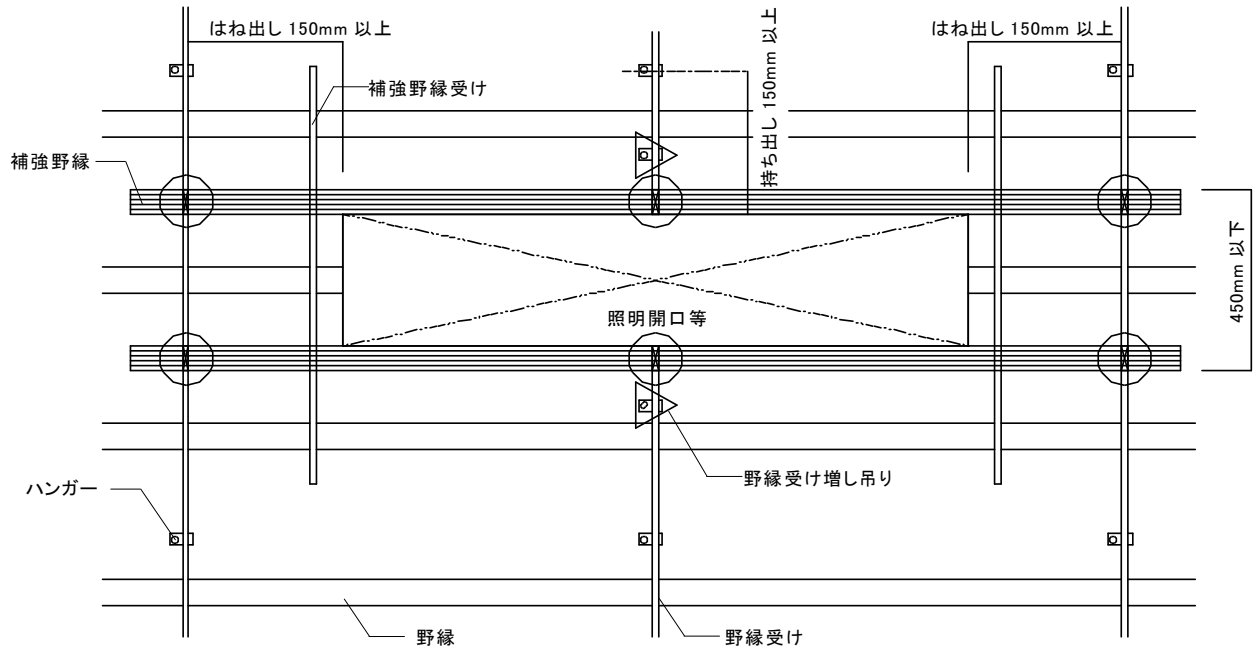 はね出し 150mm 以上
持ち出し 150mm 以上
はね出し 150mm 以上
補強野縁受け
補強野縁
450mm 以下
照明開口等
野縁受け増し吊り
ハンガー
野縁
野縁受け